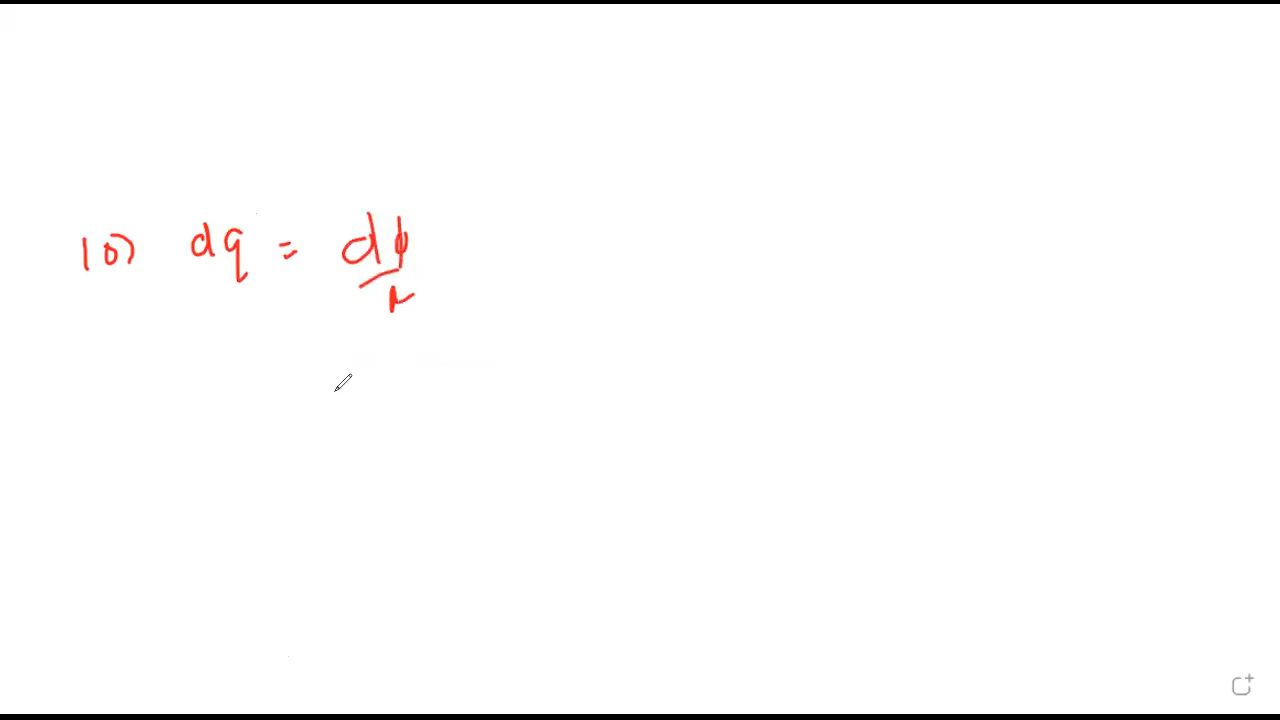 10) dq = dϕ/r